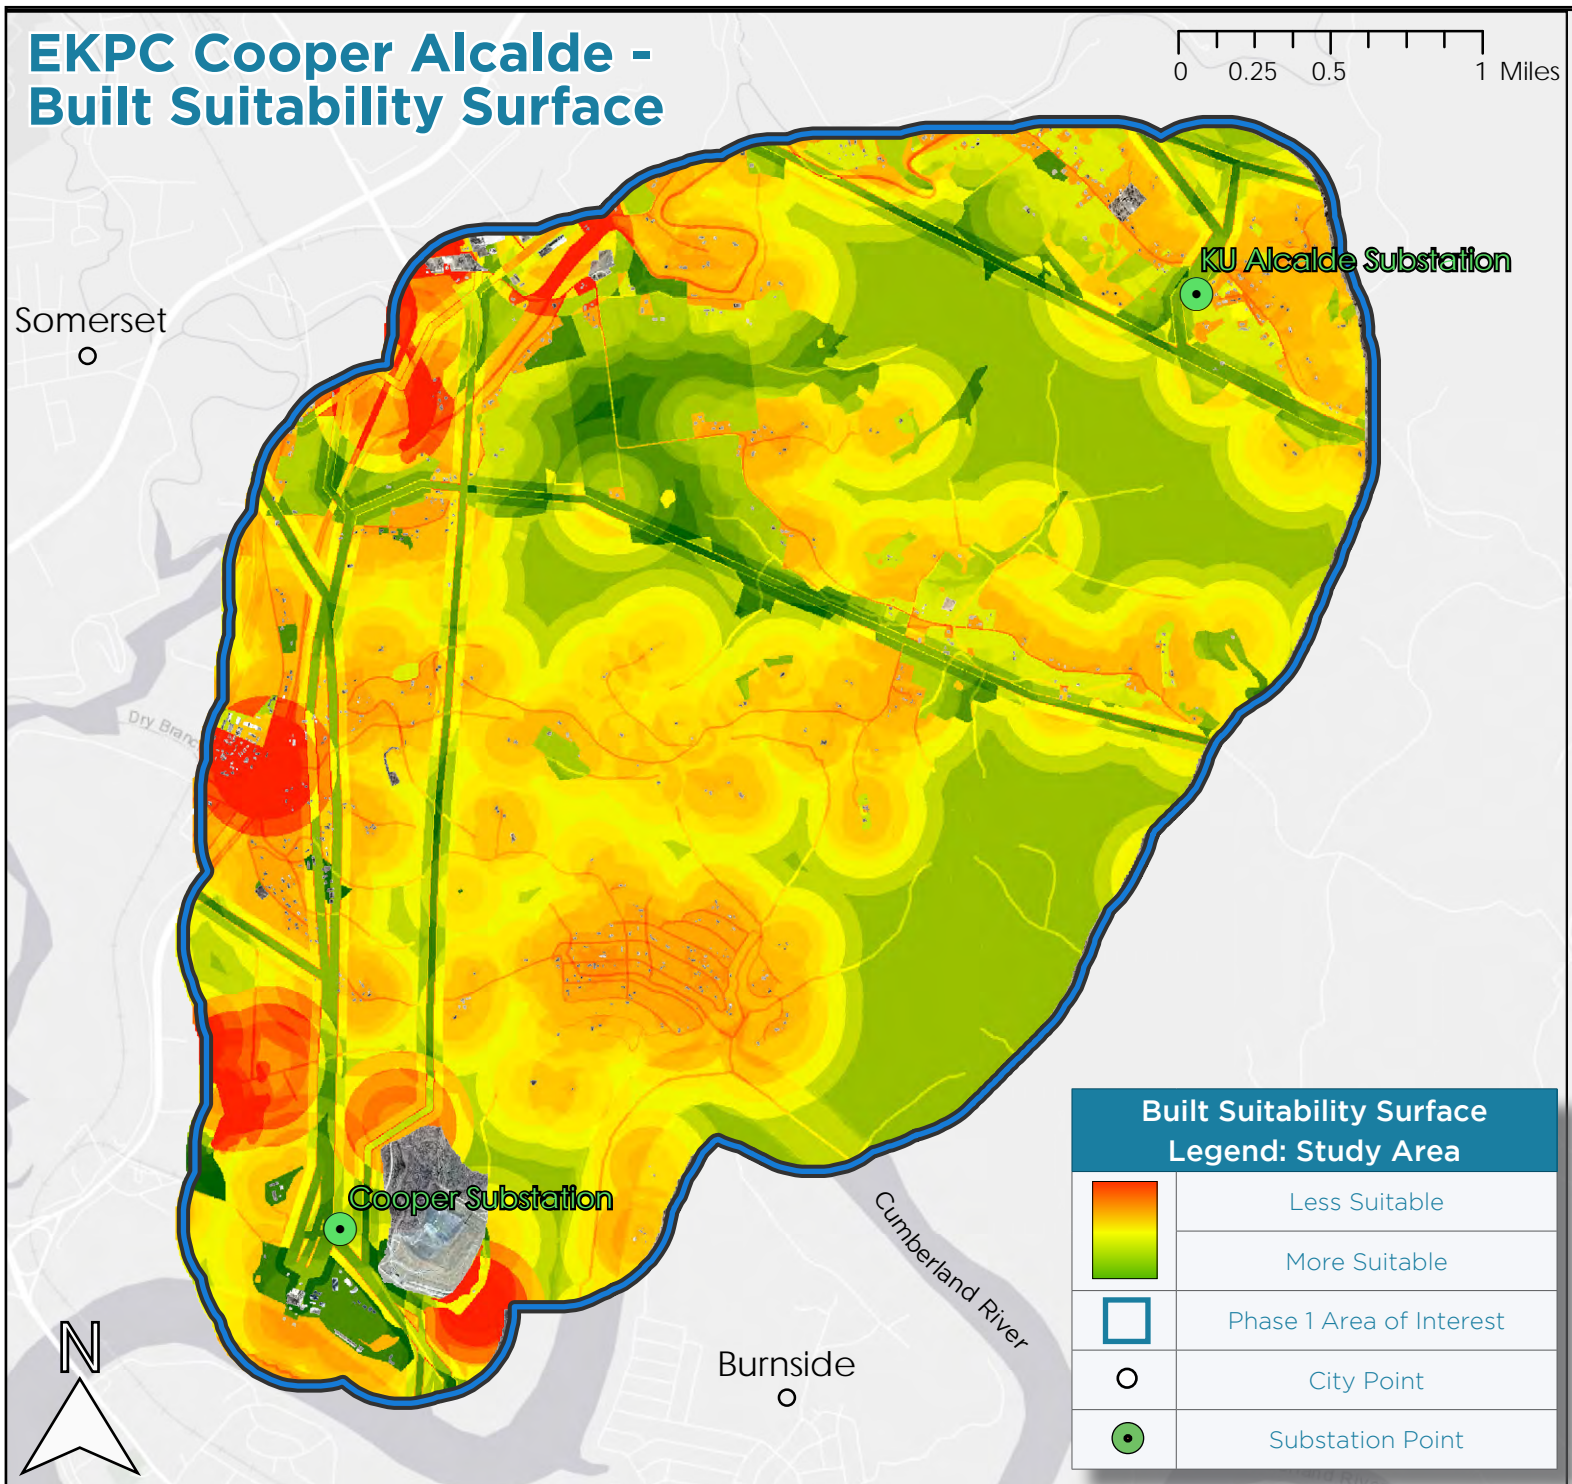 EKPC Cooper Alcalde -
Built Suitability Surface
0 0.25 0.5 1 Miles
KU Alcalde Substation
Somerset
Dry Branc
Cooper Substation
Cumberland River
Burnside
N
Built Suitability Surface
Legend: Study Area
Less Suitable
More Suitable
Phase 1 Area of Interest
City Point
Substation Point